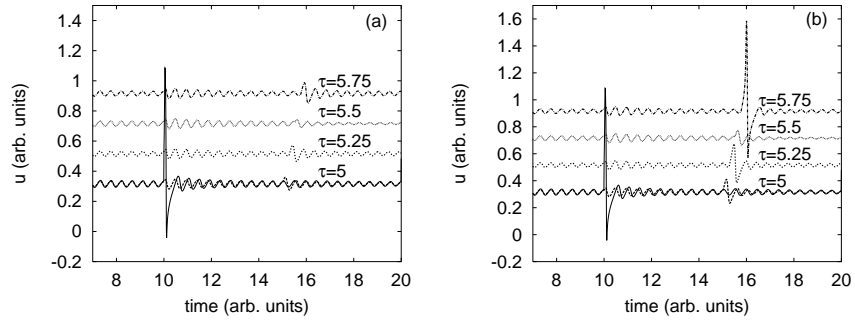 (a)
u (arb. units)
1.4
1.2
1
0.8
0.6
0.4
0.2
0
-0.2
τ=5.75
τ=5.5
τ=5.25
τ=5
8 10 12 14 16 18 20
time (arb. units)
(b)
u (arb. units)
1.6
1.4
1.2
1
0.8
0.6
0.4
0.2
0
-0.2
τ=5.75
τ=5.5
τ=5.25
τ=5
8 10 12 14 16 18 20
time (arb. units)